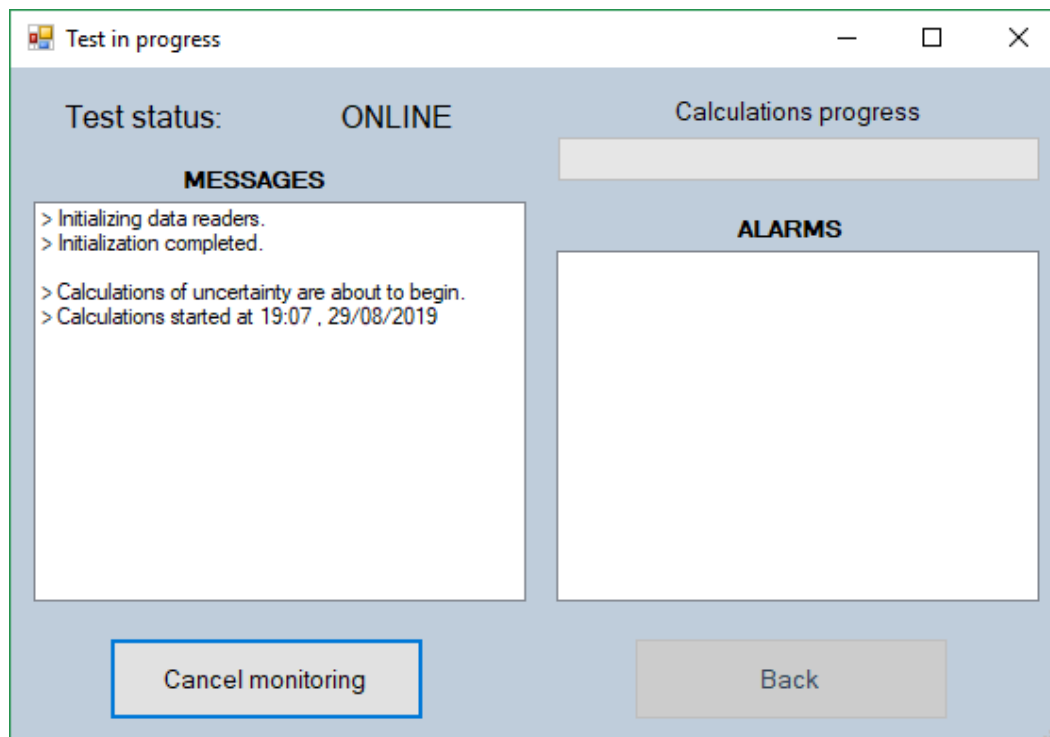 Test in progress
Test status: ONLINE
Calculations progress
MESSAGES
> Initializing data readers.
> Initialization completed.
> Calculations of uncertainty are about to begin.
> Calculations started at 19:07 , 29/08/2019
ALARMS
Cancel monitoring
Back